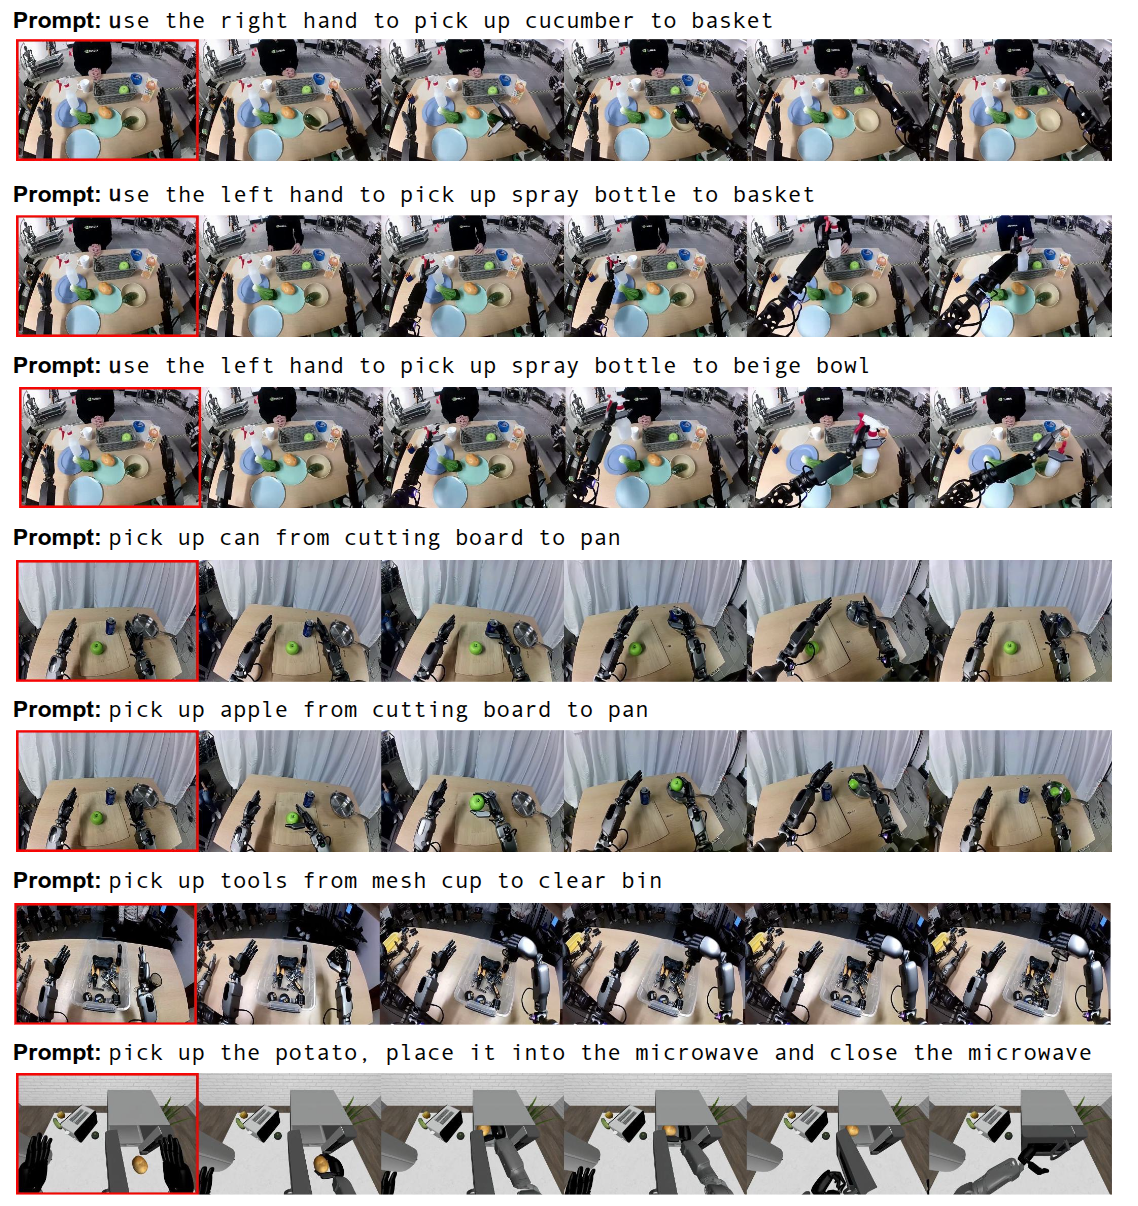 Prompt: use the right hand to pick up cucumber to basket
Prompt: use the left hand to pick up spray bottle to basket
Prompt: use the left hand to pick up spray bottle to beige bowl
Prompt: pick up can from cutting board to pan
Prompt: pick up apple from cutting board to pan
Prompt: pick up tools from mesh cup to clear bin
Prompt: pick up the potato, place it into the microwave and close the microwave